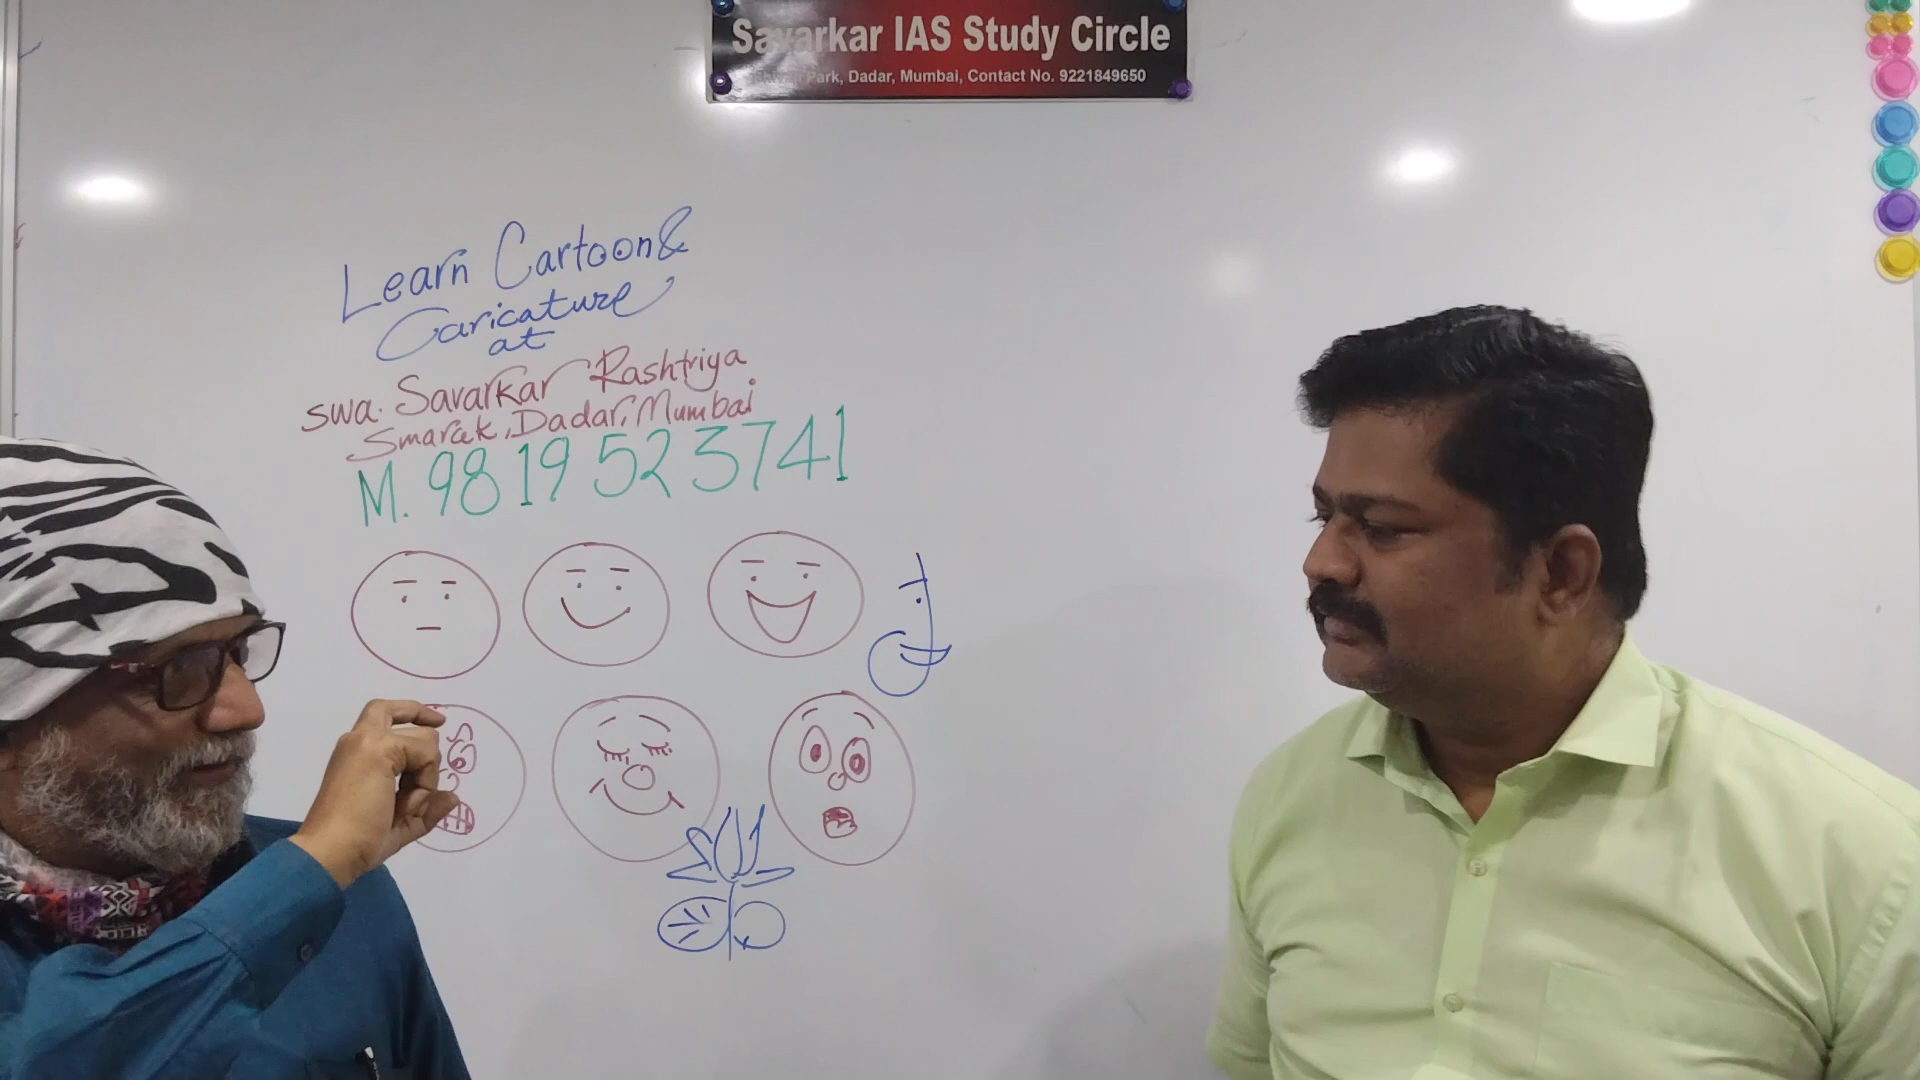 Savarkar IAS Study Circle
Park, Dadar, Mumbai, Contact No. 9221849650
Learn Cartoon &
Caricature
at
swa. Savarkar Rashtriya
Smarak, Dadar, Mumbai
M. 9819523741